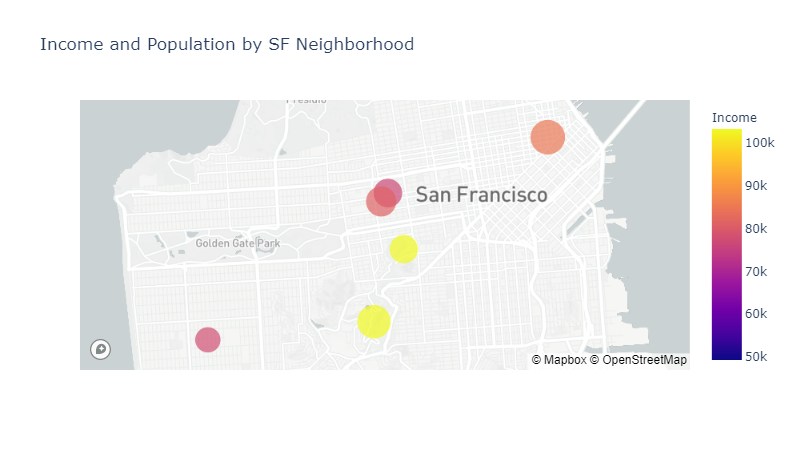 Income and Population by SF Neighborhood
Presidio
Income
100k
90k
San Francisco
80k
Golden Gate Park
70k
60k
50k
© Mapbox © OpenStreetMap